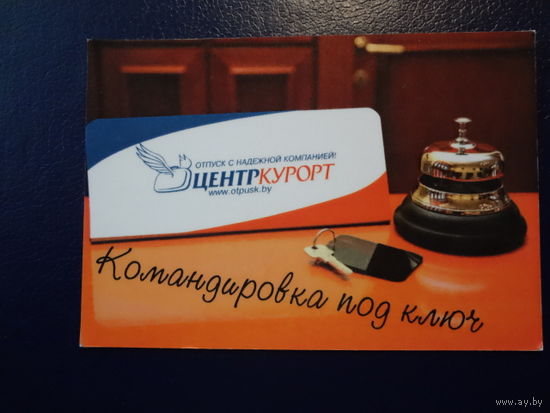 ОТПУСК С НАДЕЖНОЙ КОМПАНИЕЙ!
ЦЕНТРКУРОРТ
www.otpusk.by
Командировка под ключ
www.ay.by